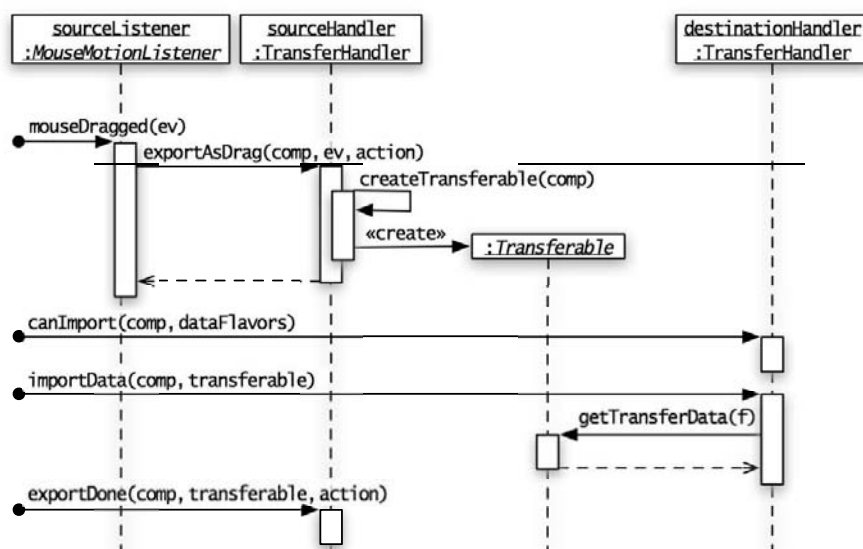 sourceListener
:MouseMotionListener
sourceHandler
:TransferHandler
destinationHandler
:TransferHandler
mouseDragged(ev)
exportAsDrag(comp,ev,action)
createTransferable(comp)
«create»
:Transferable
canImport(comp,dataFlavors)
importData(comp,transferable)
getTransferData(f)
exportDone(comp,transferable,action)